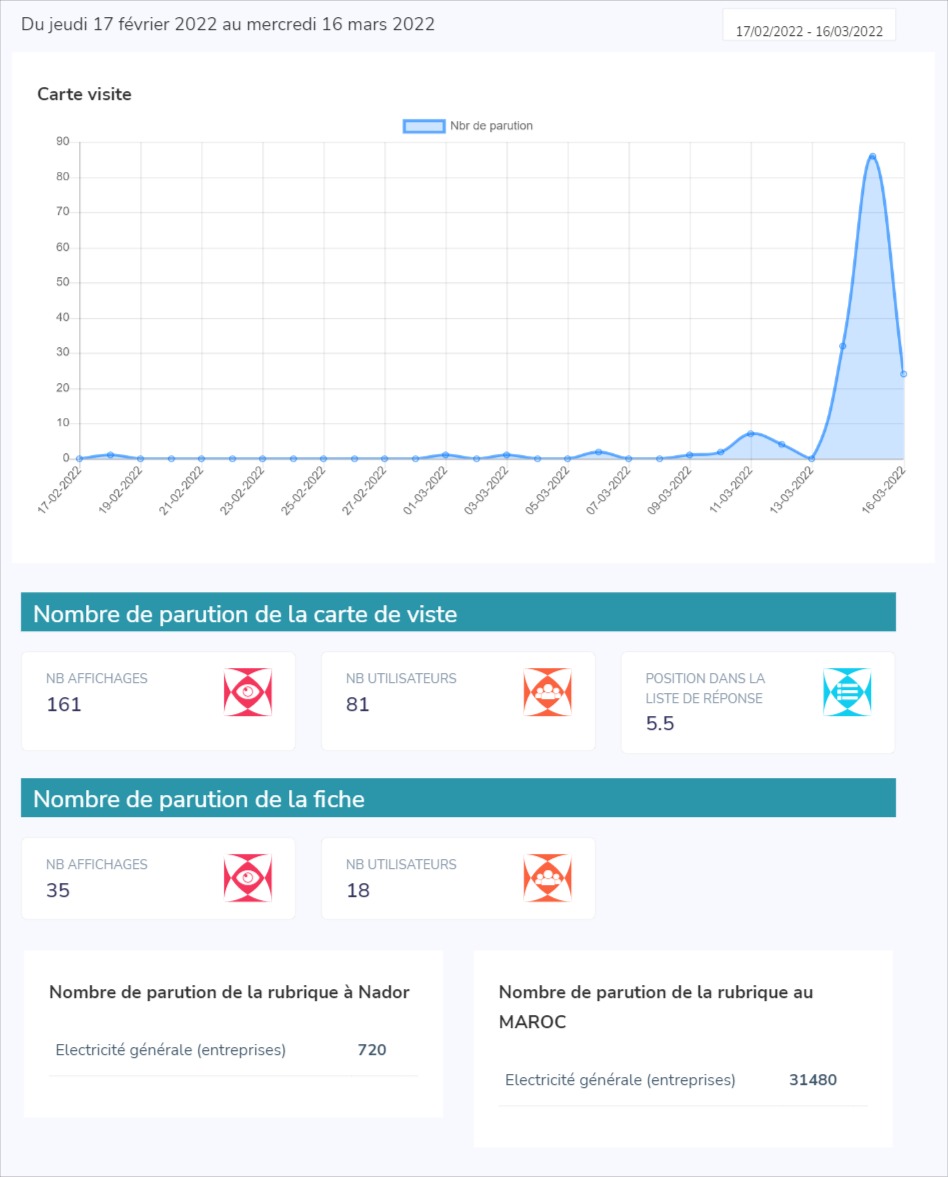 Du jeudi 17 février 2022 au mercredi 16 mars 2022
17/02/2022 - 16/03/2022
Carte visite
Nbr de parution
90
80
70
60
50
40
30
20
10
0
17-02-2022
19-02-2022
21-02-2022
23-02-2022
25-02-2022
27-02-2022
01-03-2022
03-03-2022
05-03-2022
07-03-2022
09-03-2022
11-03-2022
13-03-2022
16-03-2022
Nombre de parution de la carte de viste
NB AFFICHAGES
161
NB UTILISATEURS
81
POSITION DANS LA
LISTE DE RÉPONSE
5.5
Nombre de parution de la fiche
NB AFFICHAGES
35
NB UTILISATEURS
18
Nombre de parution de la rubrique à Nador
Electricité générale (entreprises) 720
Nombre de parution de la rubrique au
MAROC
Electricité générale (entreprises) 31480